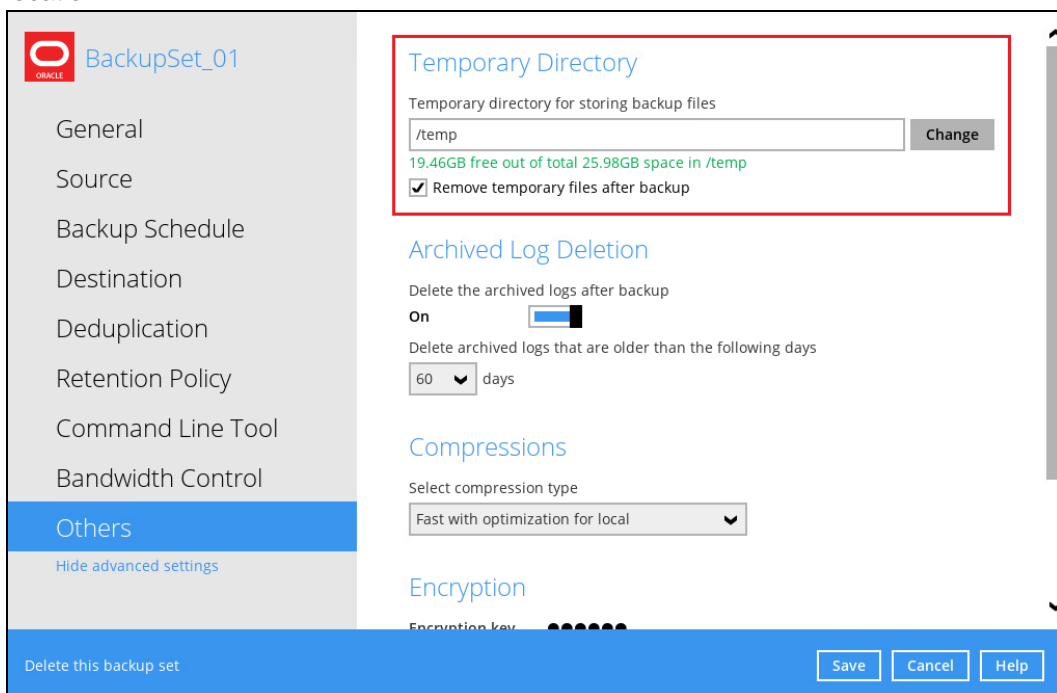 ORACLE
BackupSet_01
General
Source
Backup Schedule
Destination
Deduplication
Retention Policy
Command Line Tool
Bandwidth Control
Others
Hide advanced settings
Temporary Directory
Temporary directory for storing backup files
/temp
Change
19.46GB free out of total 25.98GB space in /temp
Remove temporary files after backup
Archived Log Deletion
Delete the archived logs after backup
On
Delete archived logs that are older than the following days
60 days
Compressions
Select compression type
Fast with optimization for local
Encryption
Encryption key
Delete this backup set
Save
Cancel
Help